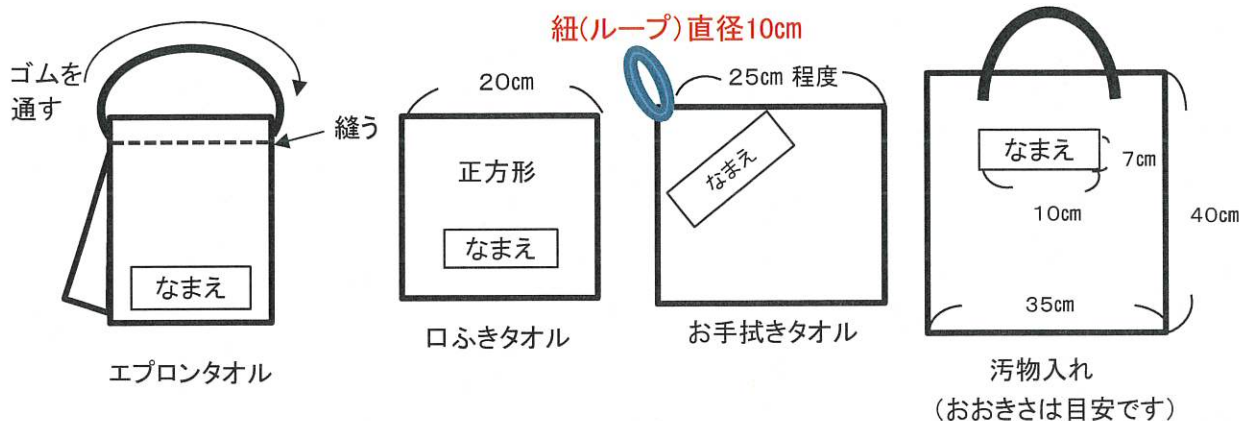 ゴムを
通す
縫う
なまえ
エプロンタオル
20cm
正方形
なまえ
口ふきタオル
紐(ループ)直径10cm
25cm 程度
なまえ
お手拭きタオル
なまえ
7cm
10cm
40cm
35cm
汚物入れ
(おおきさは目安です)